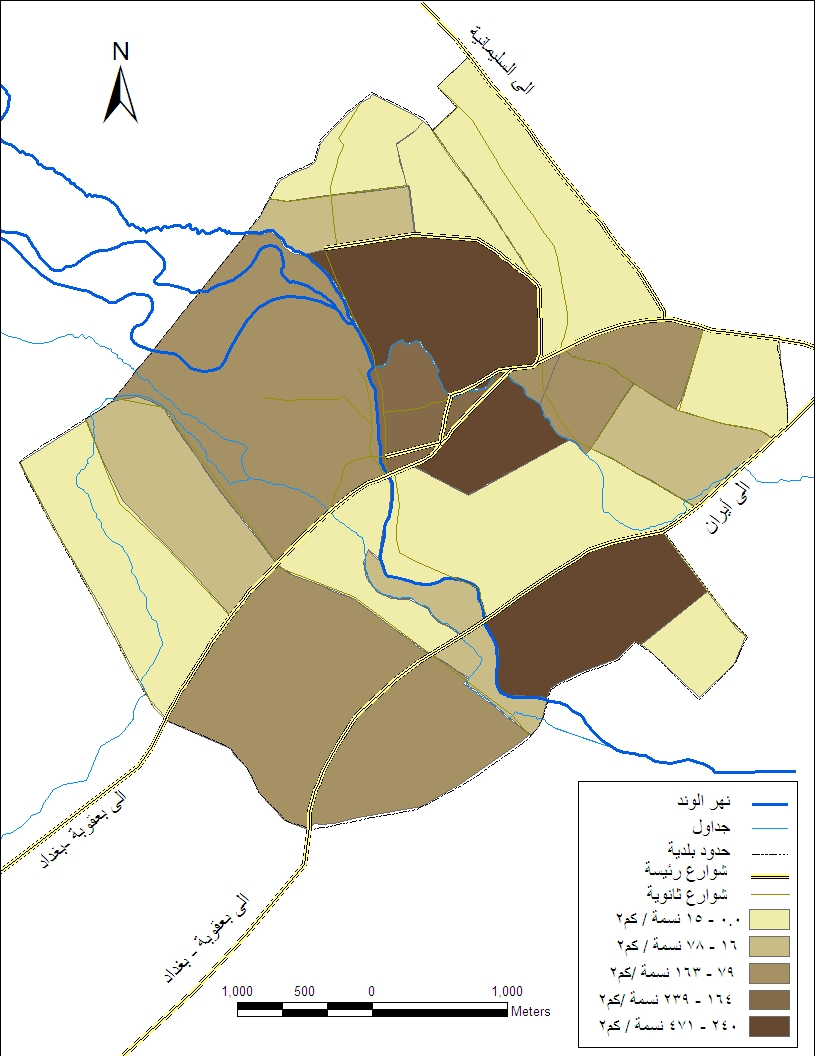 N
الى السليمانية
الى أيران
الى بعقوبة -بغداد
الى بعقوبة - بغداد
نهر الوند
جداول
حدود بلدية
شوارع رئيسة
شوارع ثانوية
٠.٠ - ١٥ نسمة / كم٢
١٦ - ٧٨ نسمة / كم٢
٧٩ - ١٦٣ نسمة /كم٢
١٦٤ - ٢٣٩ نسمة /كم٢
٢٤٠ - ٤٧١ نسمة / كم٢
1,000 500 0 1,000
Meters